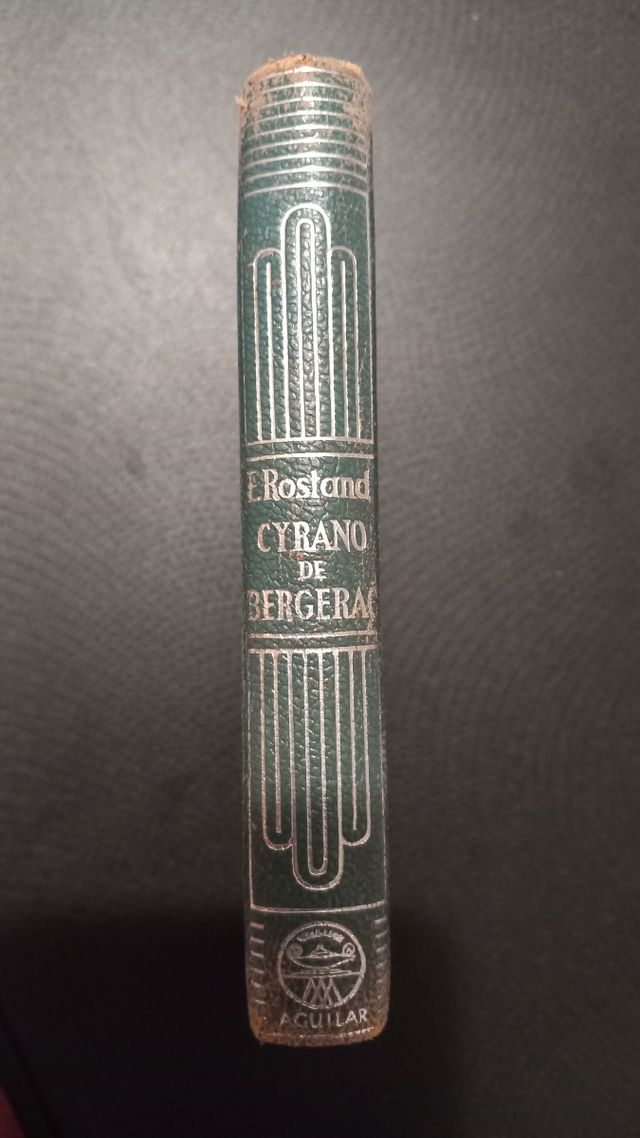 E. Rostand
CYRANO
DE
BERGERAC
AGUILAR